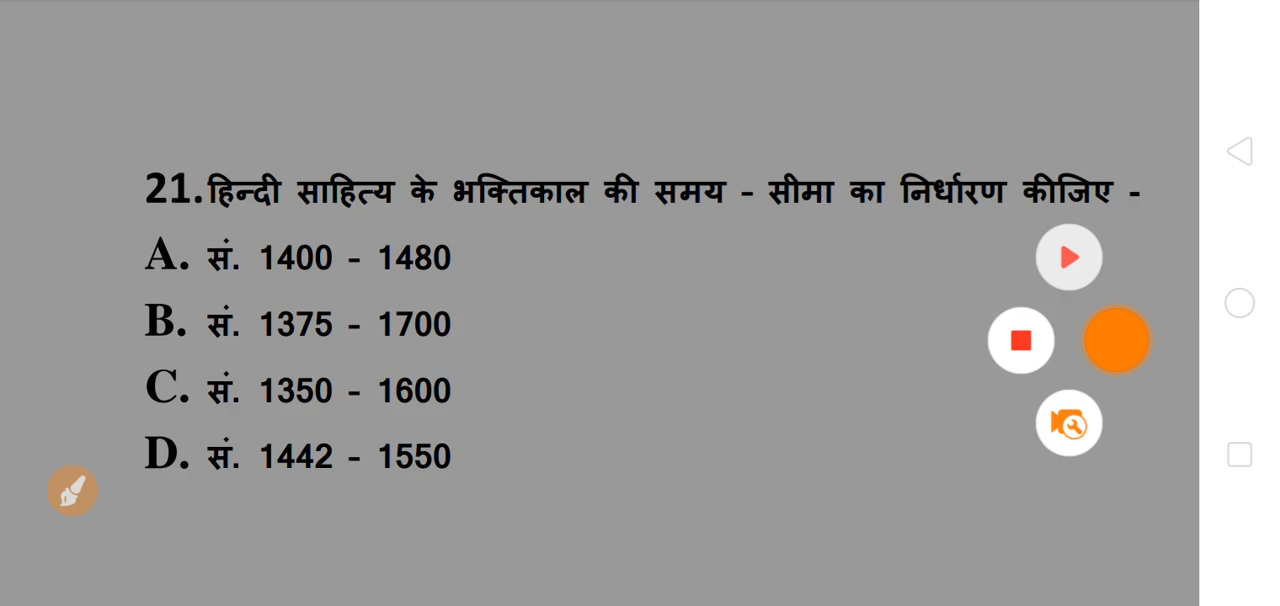 21.हिन्दी साहित्य के भक्तिकाल की समय - सीमा का निर्धारण कीजिए -
A. सं. 1400 - 1480
B. सं. 1375 - 1700
C. सं. 1350 - 1600
D. सं. 1442 - 1550